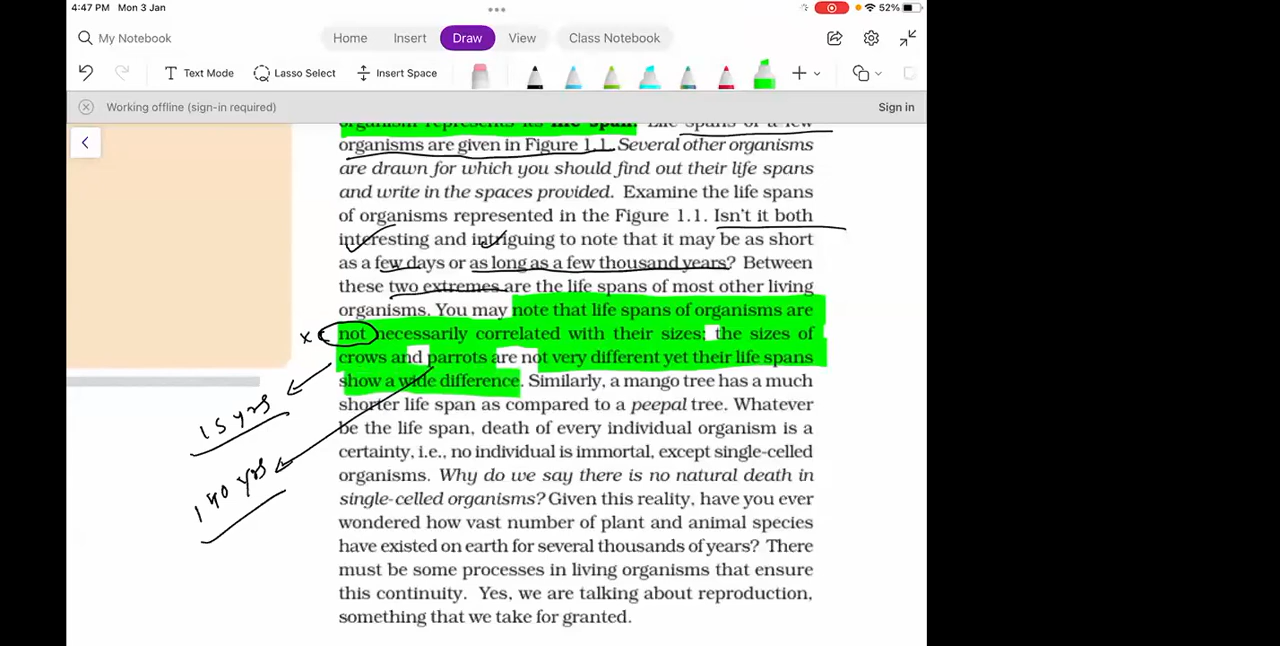 4:47 PM Mon 3 Jan
52%
My Notebook
Home Insert Draw View Class Notebook
Text Mode Lasso Select Insert Space
Working offline (sign-in required) Sign in
organism represents its life span. Life spans of a few
organisms are given in Figure 1.1. Several other organisms
are drawn for which you should find out their life spans
and write in the spaces provided. Examine the life spans
of organisms represented in the Figure 1.1. Isn't it both
interesting and intriguing to note that it may be as short
as a few days or as long as a few thousand years? Between
these two extremes are the life spans of most other living
organisms. You may note that life spans of organisms are
x not necessarily correlated with their sizes; the sizes of
crows and parrots are not very different yet their life spans
show a wide difference. Similarly, a mango tree has a much
shorter life span as compared to a peepal tree. Whatever
15 yrs
be the life span, death of every individual organism is a
certainty, i.e., no individual is immortal, except single-celled
organisms. Why do we say there is no natural death in
140 yrs
single-celled organisms? Given this reality, have you ever
wondered how vast number of plant and animal species
have existed on earth for several thousands of years? There
must be some processes in living organisms that ensure
this continuity. Yes, we are talking about reproduction,
something that we take for granted.